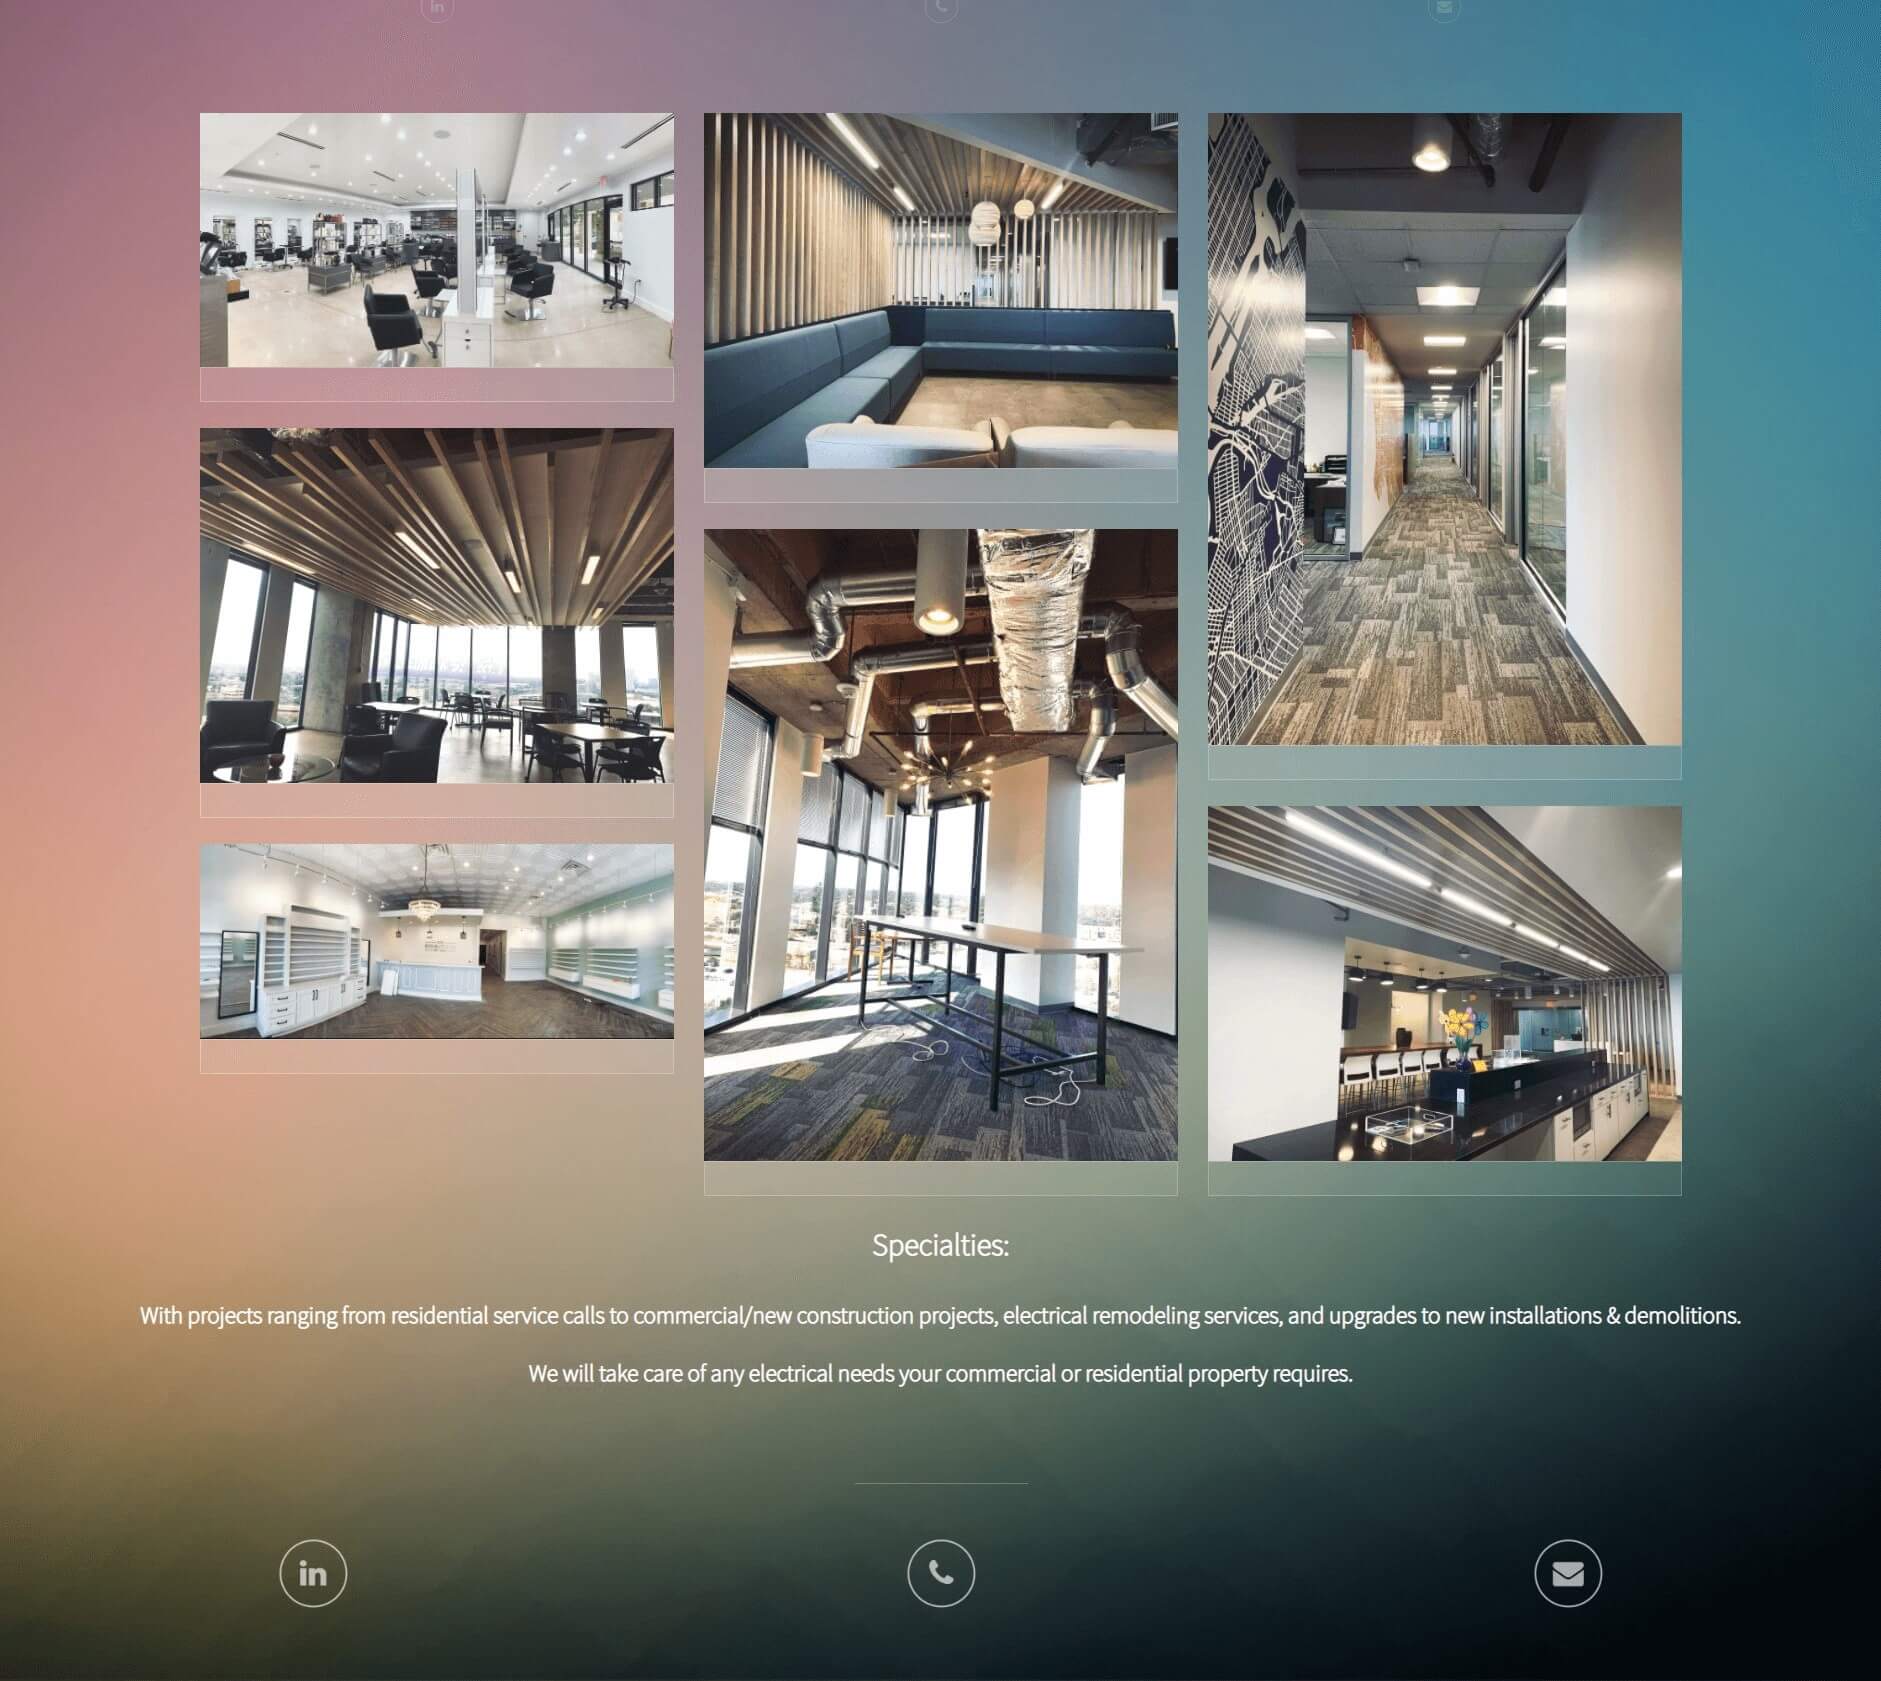 Specialties:
With projects ranging from residential service calls to commercial/new construction projects, electrical remodeling services, and upgrades to new installations & demolitions.
We will take care of any electrical needs your commercial or residential property requires.
in